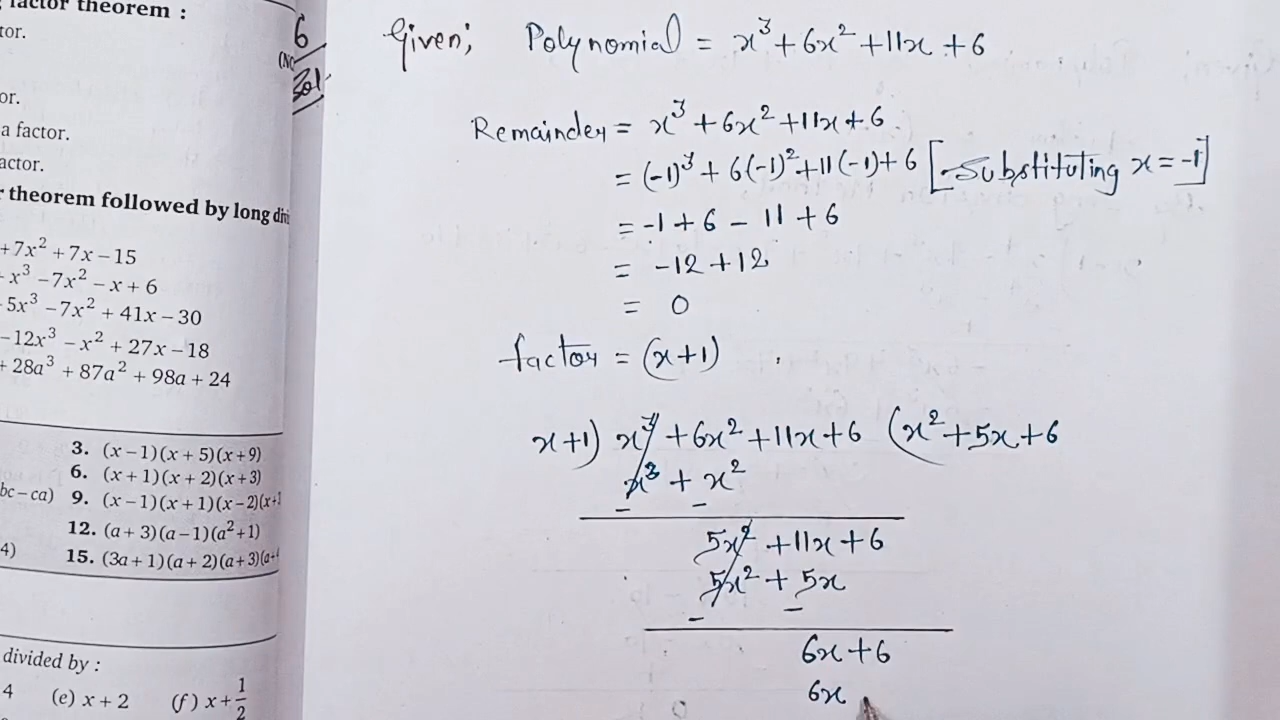 factor theorem :
tor.
or.
a factor.
actor.
theorem followed by long divi
+7x² + 7x – 15
x³ – 7x² – x + 6
5x³ – 7x² + 41x – 30
–12x³ – x² + 27x – 18
+ 28a³ + 87a² + 98a + 24
3. (x – 1)(x + 5)(x + 9)
6. (x + 1)(x + 2)(x + 3)
bc – ca) 9. (x – 1)(x + 1)(x – 2)(x +
12. (a + 3)(a – 1)(a² + 1)
4) 15. (3a + 1)(a + 2)(a + 3)(a +
divided by :
4 (e) x + 2 (f) x + 1/2
6
Sol
Given; Polynomial = x³ + 6x² + 11x + 6
Remainder = x³ + 6x² + 11x + 6
= (-1)³ + 6(-1)² + 11(-1) + 6 [Substituting x = -1]
= -1 + 6 - 11 + 6
= -12 + 12
= 0
factor = (x+1)
x+1) x³ + 6x² + 11x + 6 (x² + 5x + 6
x³ + x²
- -
5x² + 11x + 6
5x² + 5x
- -
6x + 6
6x